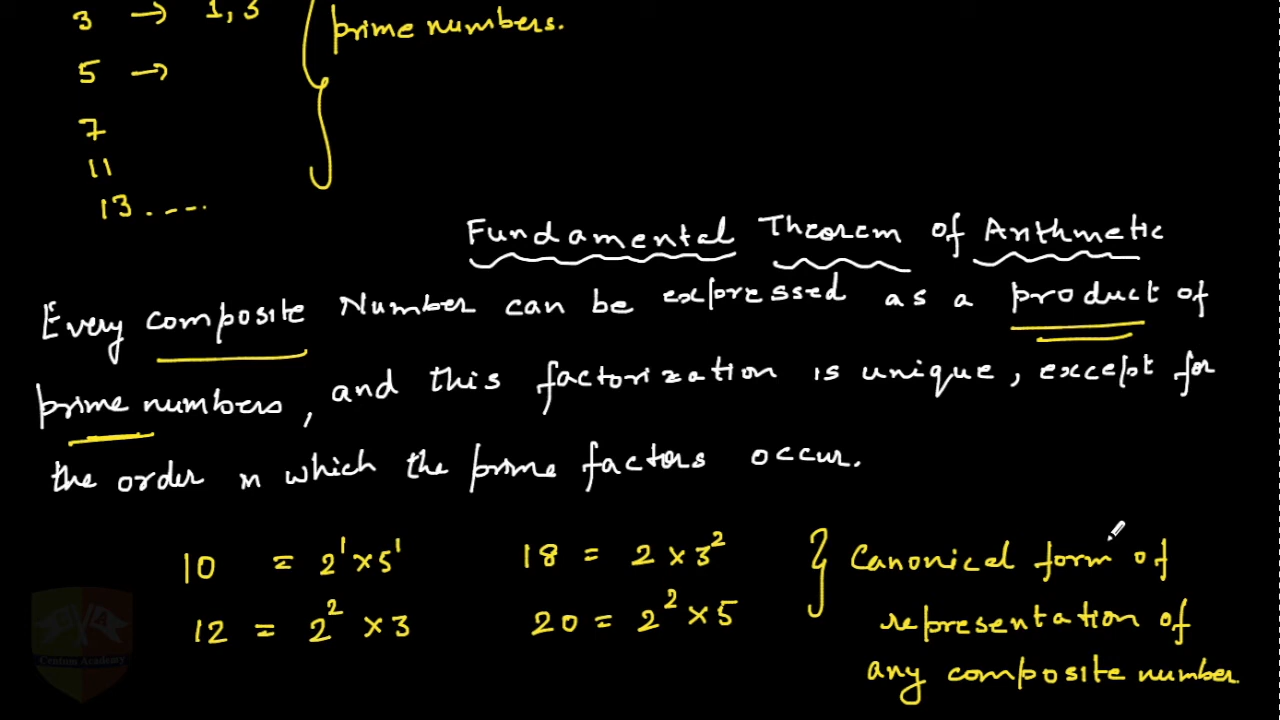 3 → 1, 3
prime numbers.
5 →
7
11
13 . ---.
Fundamental Theorem of Arithmetic
Every composite Number can be expressed as a product of
prime numbers, and this factorization is unique, except for
the order in which the prime factors occur.
10 = 2¹ × 5¹ 18 = 2 × 3² } Canonical form of
12 = 2² × 3 20 = 2² × 5 representation of
any composite number.
Centum Academy